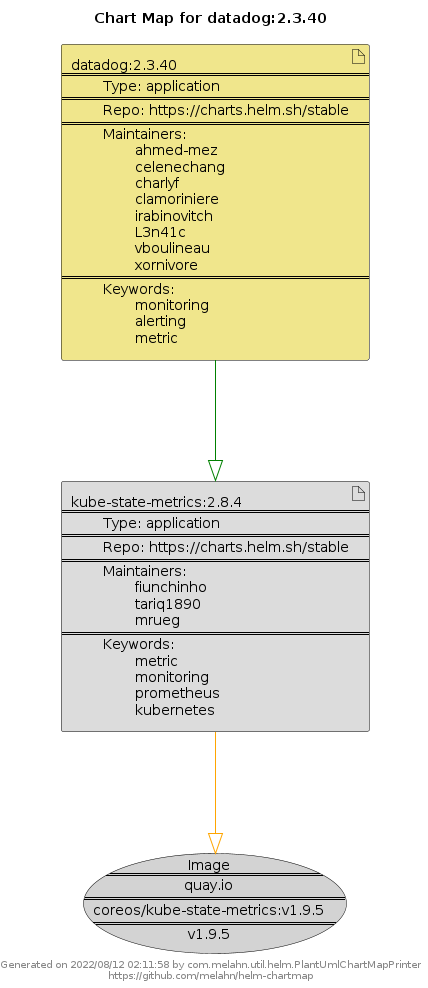 Chart Map for datadog:2.3.40
datadog:2.3.40
Type: application
Repo: https://charts.helm.sh/stable
Maintainers:
ahmed-mez
celenechang
charlyf
clamoriniere
irabinovitch
L3n41c
vboulineau
xornivore
Keywords:
monitoring
alerting
metric
kube-state-metrics:2.8.4
Type: application
Repo: https://charts.helm.sh/stable
Maintainers:
fiunchinho
tariq1890
mrueg
Keywords:
metric
monitoring
prometheus
kubernetes
Image
quay.io
coreos/kube-state-metrics:v1.9.5
v1.9.5
Generated on 2022/08/12 02:11:58 by com.melahn.util.helm.PlantUmlChartMapPrinter
https://github.com/melahn/helm-chartmap